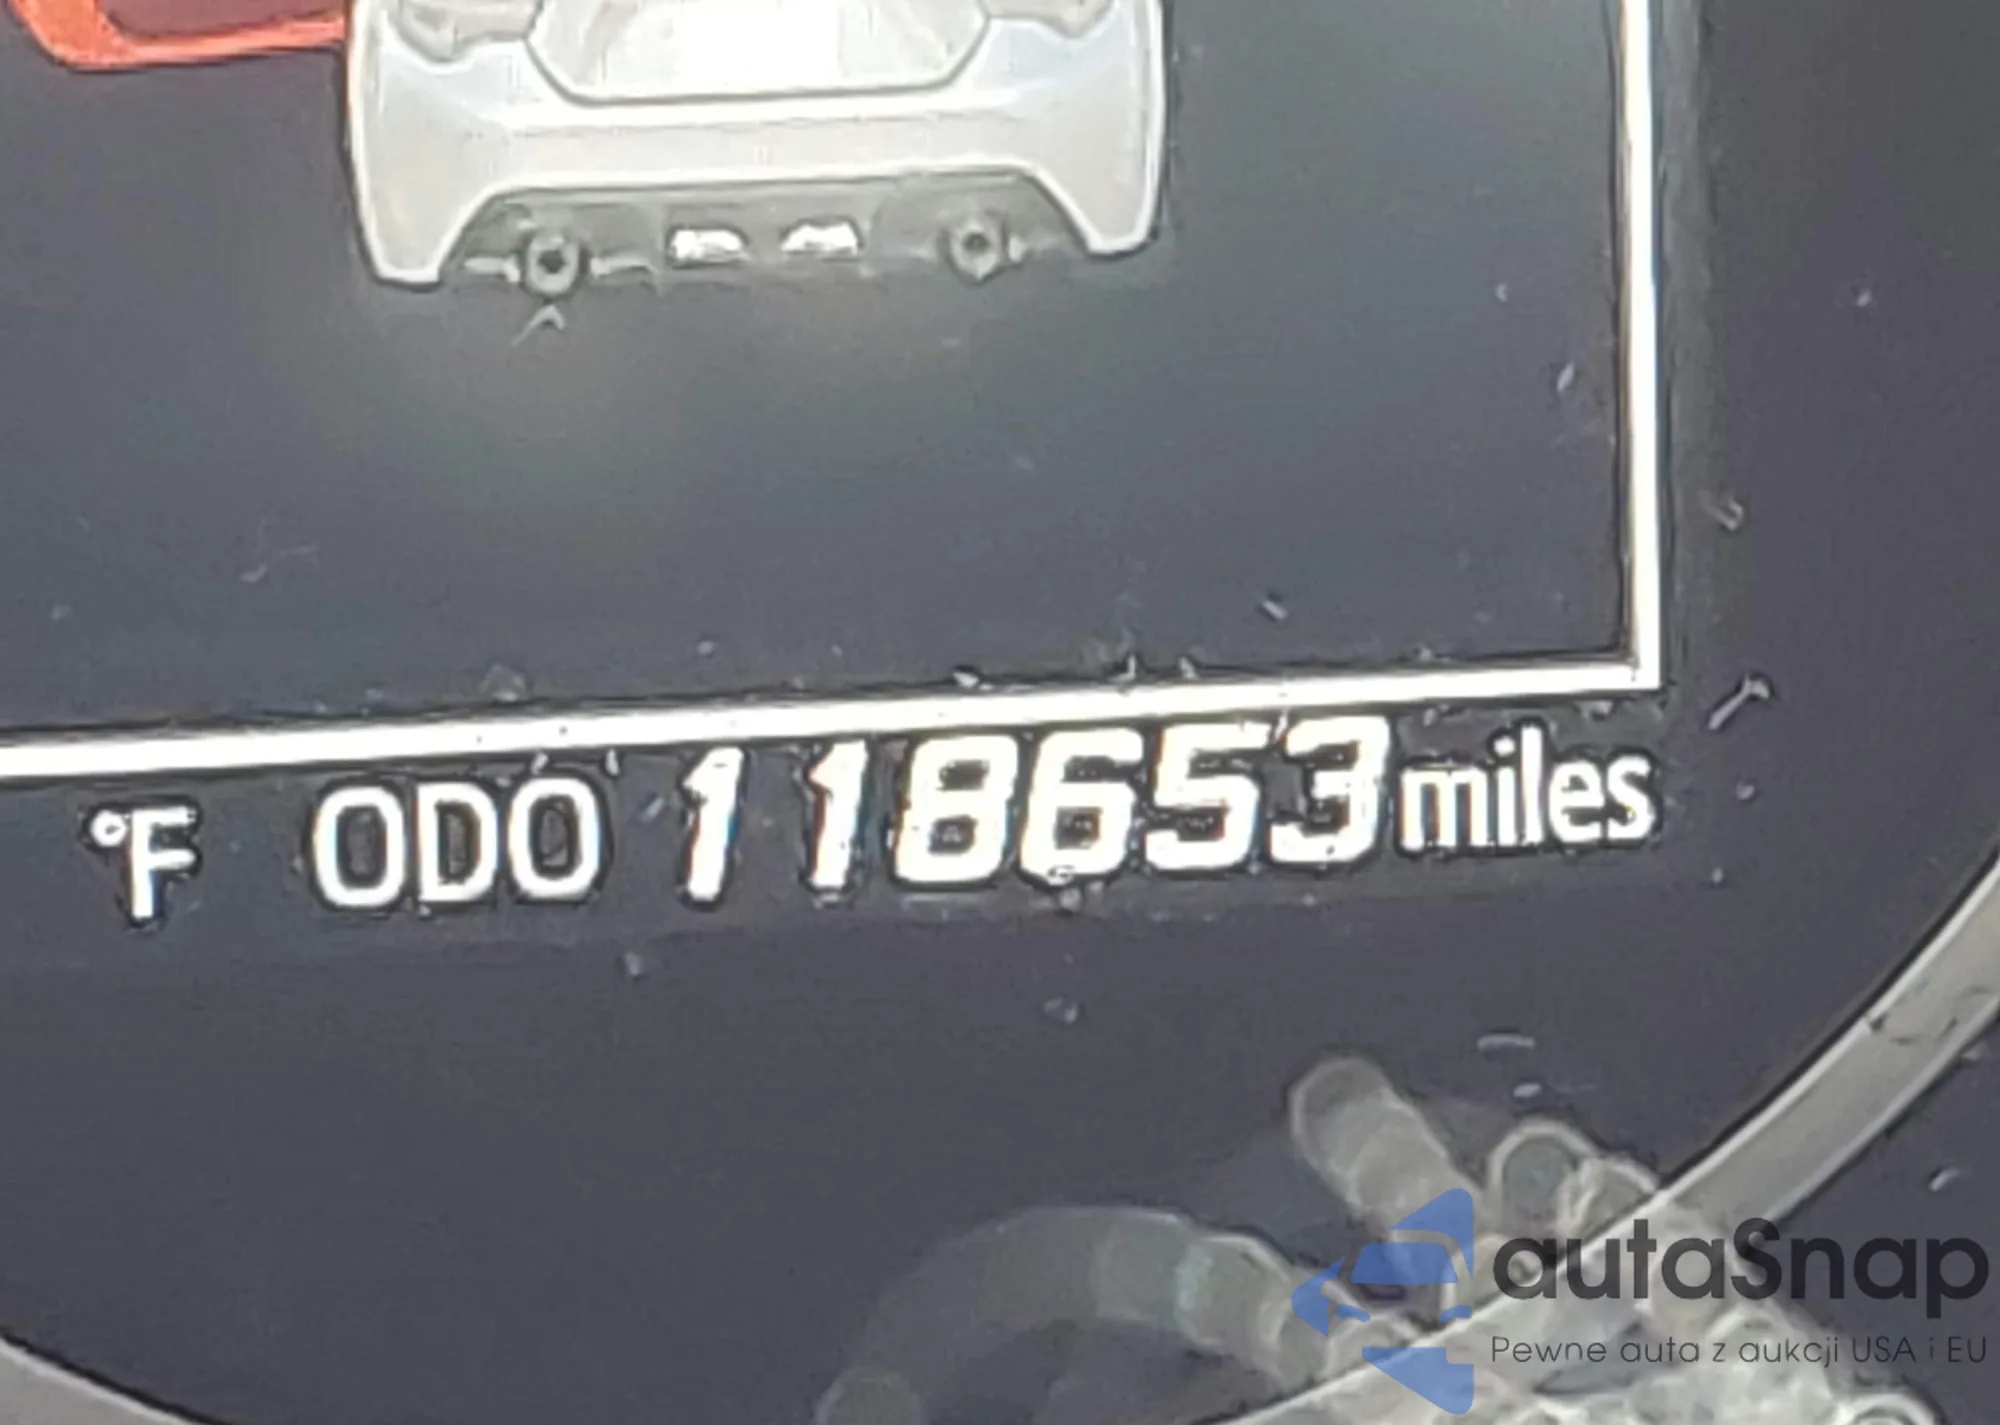 °F ODO 118653 miles
autaSnap
Pewne auta z aukcji USA i EU